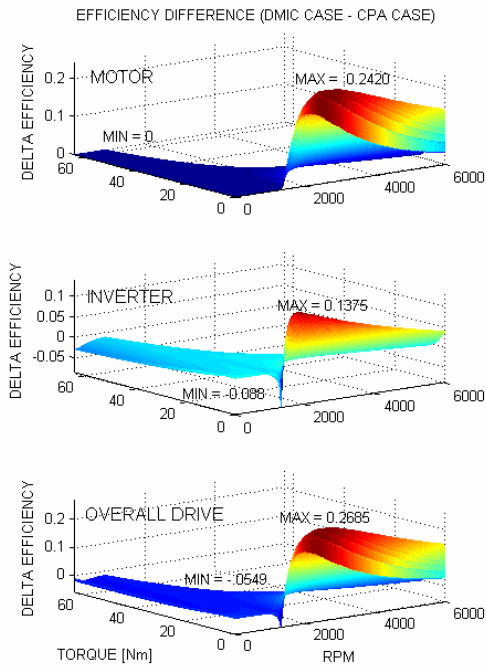 EFFICIENCY DIFFERENCE (DMIC CASE - CPA CASE)
MOTOR
MAX = 0.2420
MIN = 0
DELTA EFFICIENCY
0.2
0.1
0
60
40
20
0
0
2000
4000
6000
INVERTER
MAX = 0.1375
MIN = -0.088
DELTA EFFICIENCY
0.1
0.05
0
-0.05
60
40
20
0
0
2000
4000
6000
OVERALL DRIVE
MAX = 0.2685
MIN = -.0549
DELTA EFFICIENCY
0.2
0.1
0
60
40
20
0
0
2000
4000
6000
TORQUE [Nm]
RPM